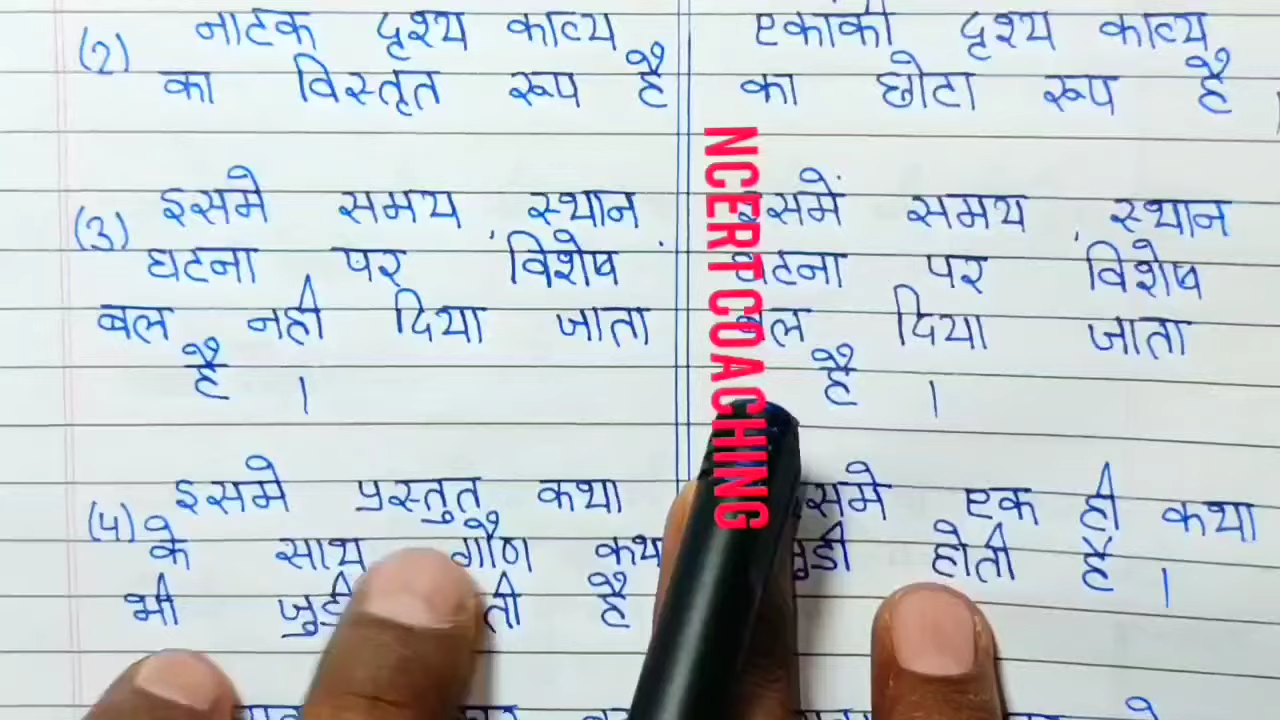 (2) नाटक दृश्य काव्य
का विस्तृत रूप है
एकांकी दृश्य काव्य
का छोटा रूप है ।
(3) इसमे समय, स्थान
घटना पर विशेष
बल नही दिया जाता
है ।
इसमें समय, स्थान
घटना पर विशेष
बल दिया जाता
है ।
(4) इसमे प्रस्तुत कथा
के साथ गौण
भी है
इसमे एक ही कथा
होती है ।
NCERT COACHING